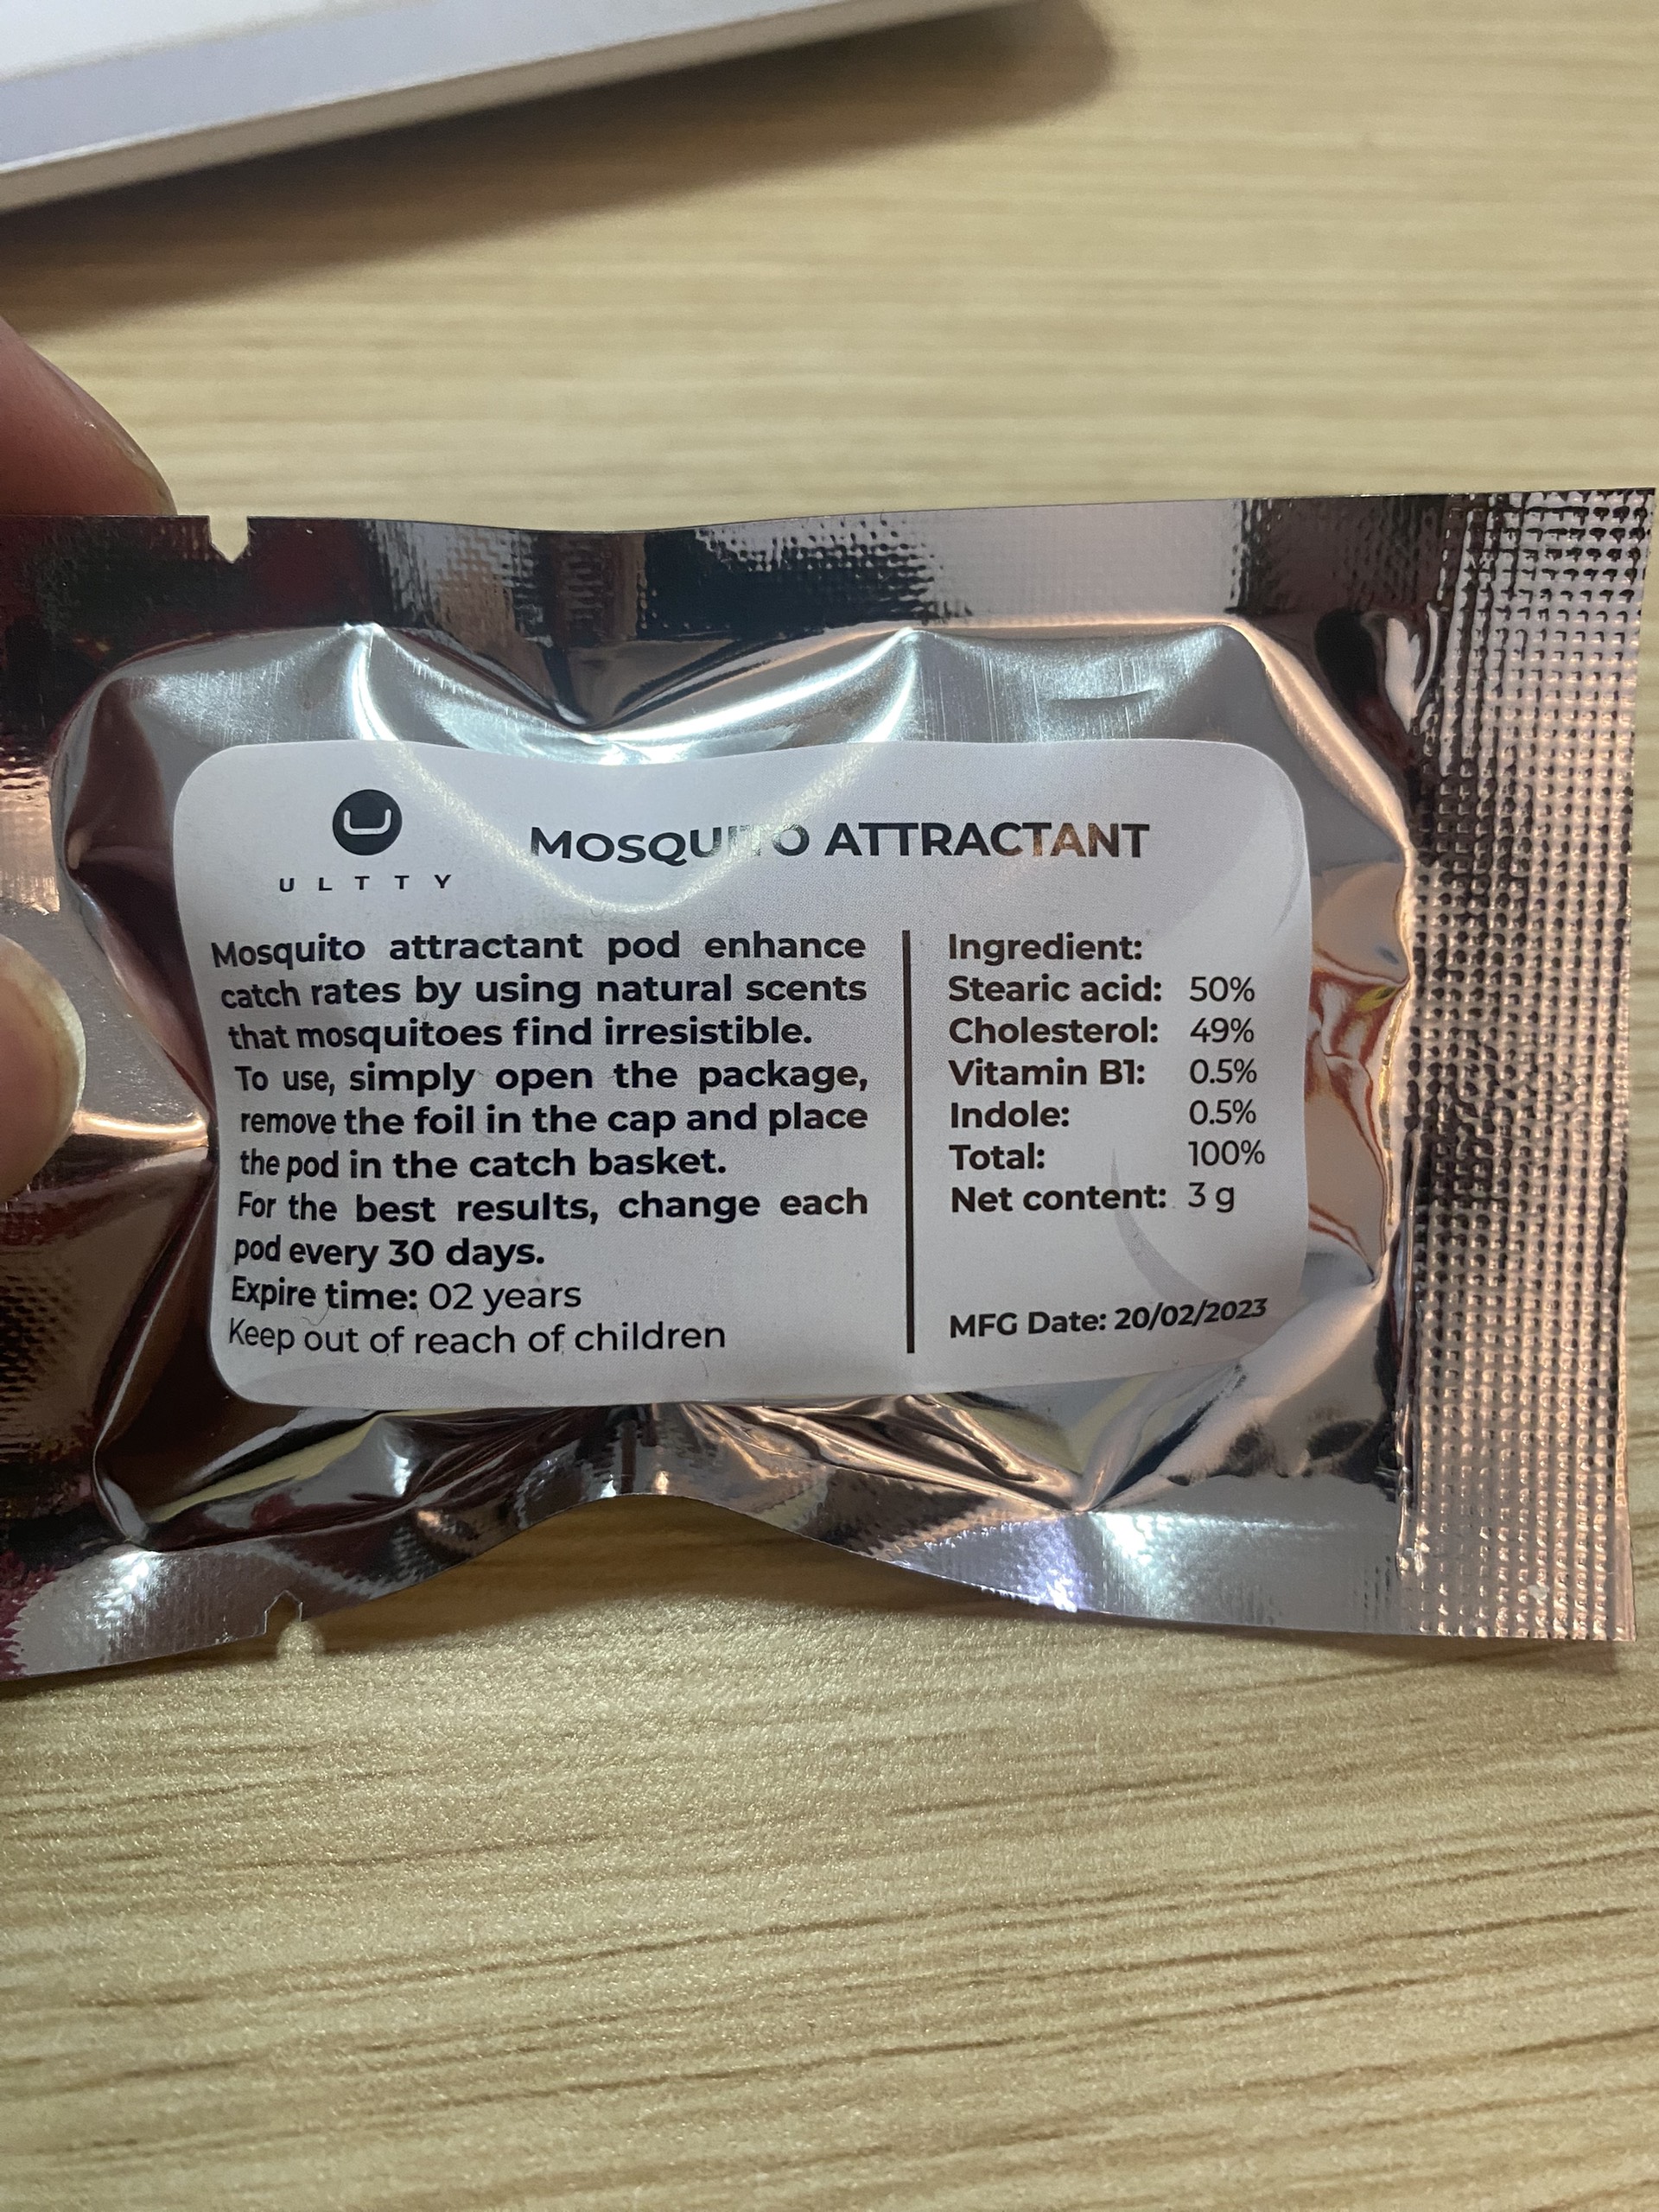 ULTTY
MOSQUITO ATTRACTANT
Mosquito attractant pod enhance
catch rates by using natural scents
that mosquitoes find irresistible.
To use, simply open the package,
remove the foil in the cap and place
the pod in the catch basket.
For the best results, change each
pod every 30 days.
Expire time: 02 years
Keep out of reach of children
Ingredient:
Stearic acid: 50%
Cholesterol: 49%
Vitamin B1: 0.5%
Indole: 0.5%
Total: 100%
Net content: 3 g
MFG Date: 20/02/2023